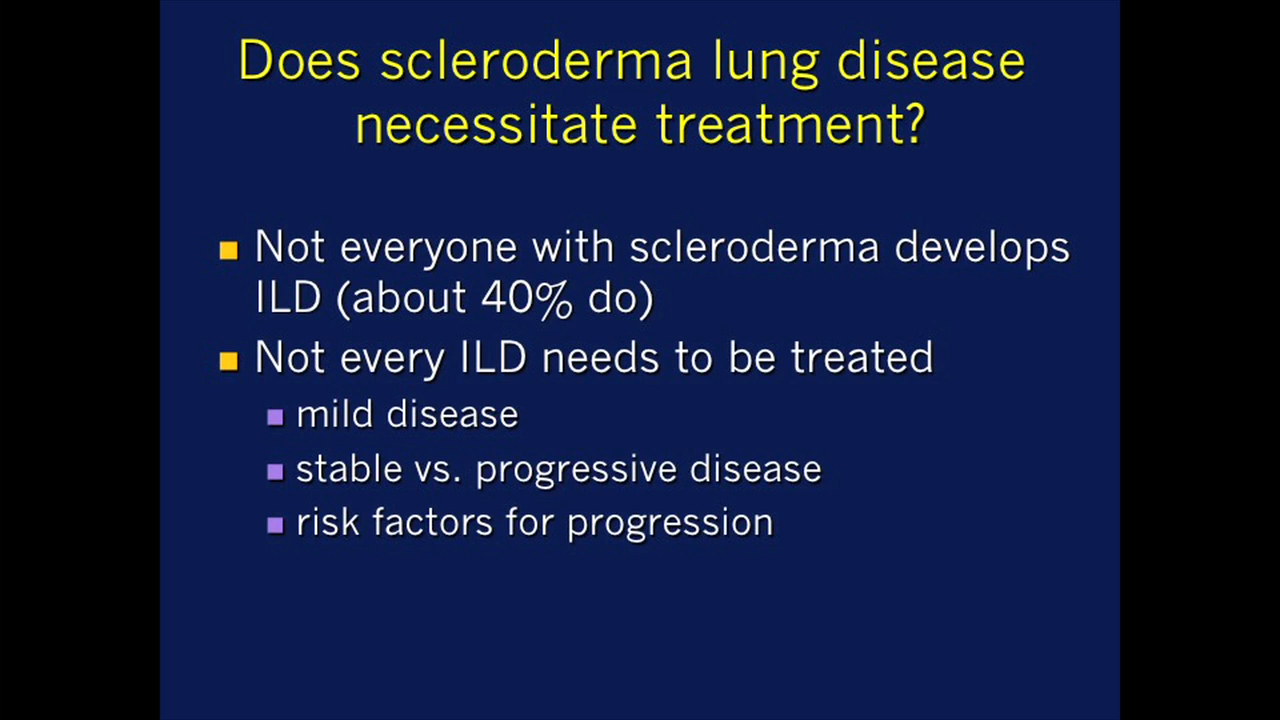 Does scleroderma lung disease
necessitate treatment?
Not everyone with scleroderma develops
ILD (about 40% do)
Not every ILD needs to be treated
mild disease
stable vs. progressive disease
risk factors for progression